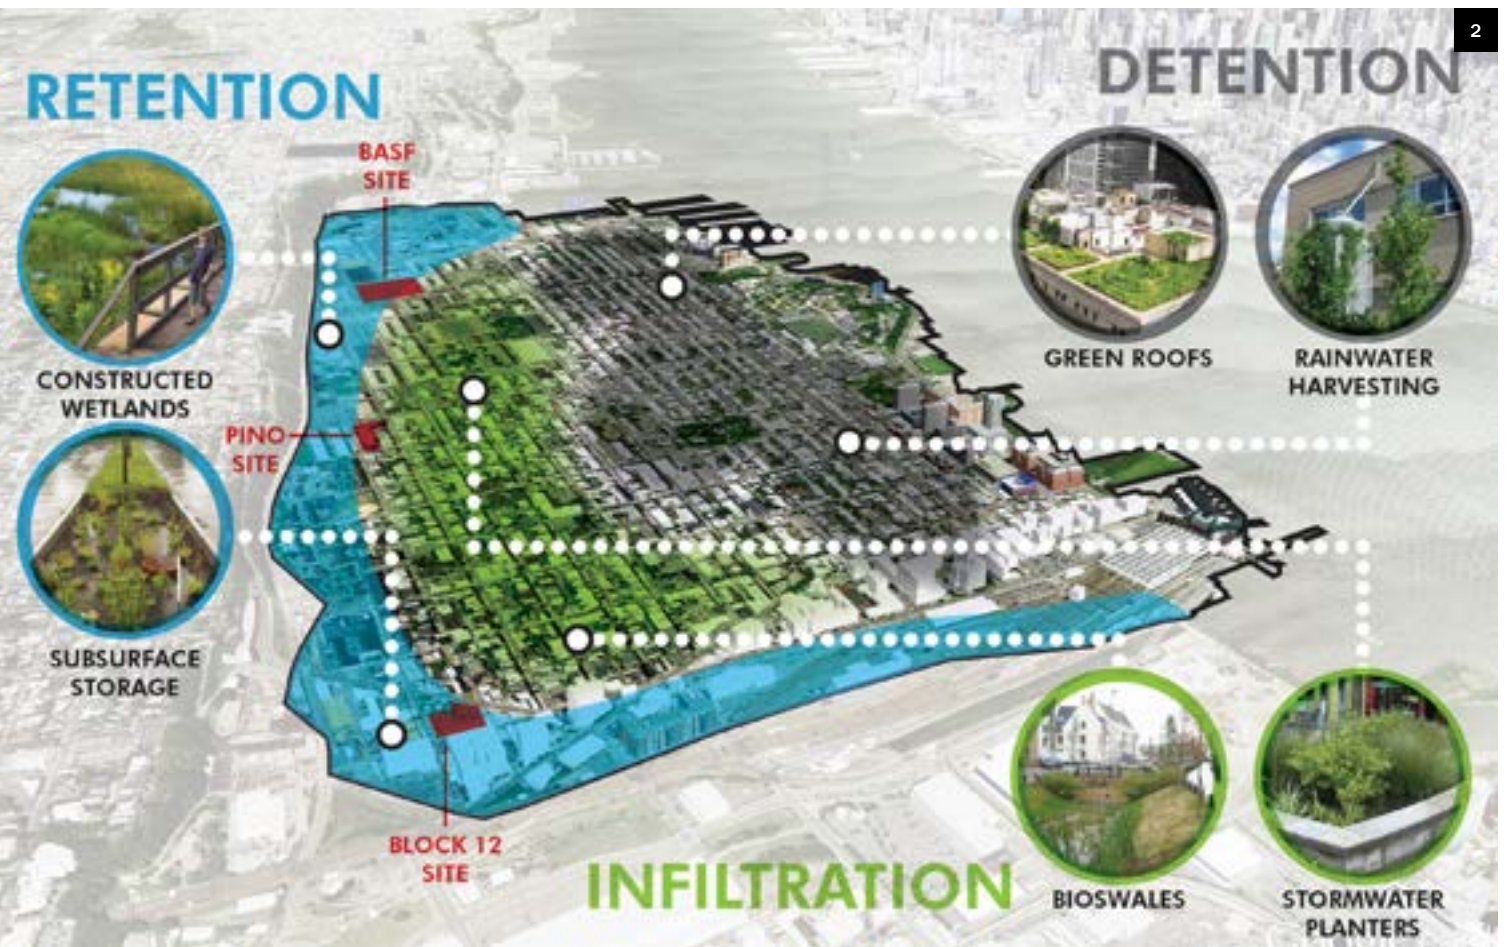 2
RETENTION
DETENTION
BASF
SITE
GREEN ROOFS
RAINWATER
HARVESTING
CONSTRUCTED
WETLANDS
PINO
SITE
SUBSURFACE
STORAGE
BLOCK 12
SITE
INFILTRATION
BIOSWALES
STORMWATER
PLANTERS